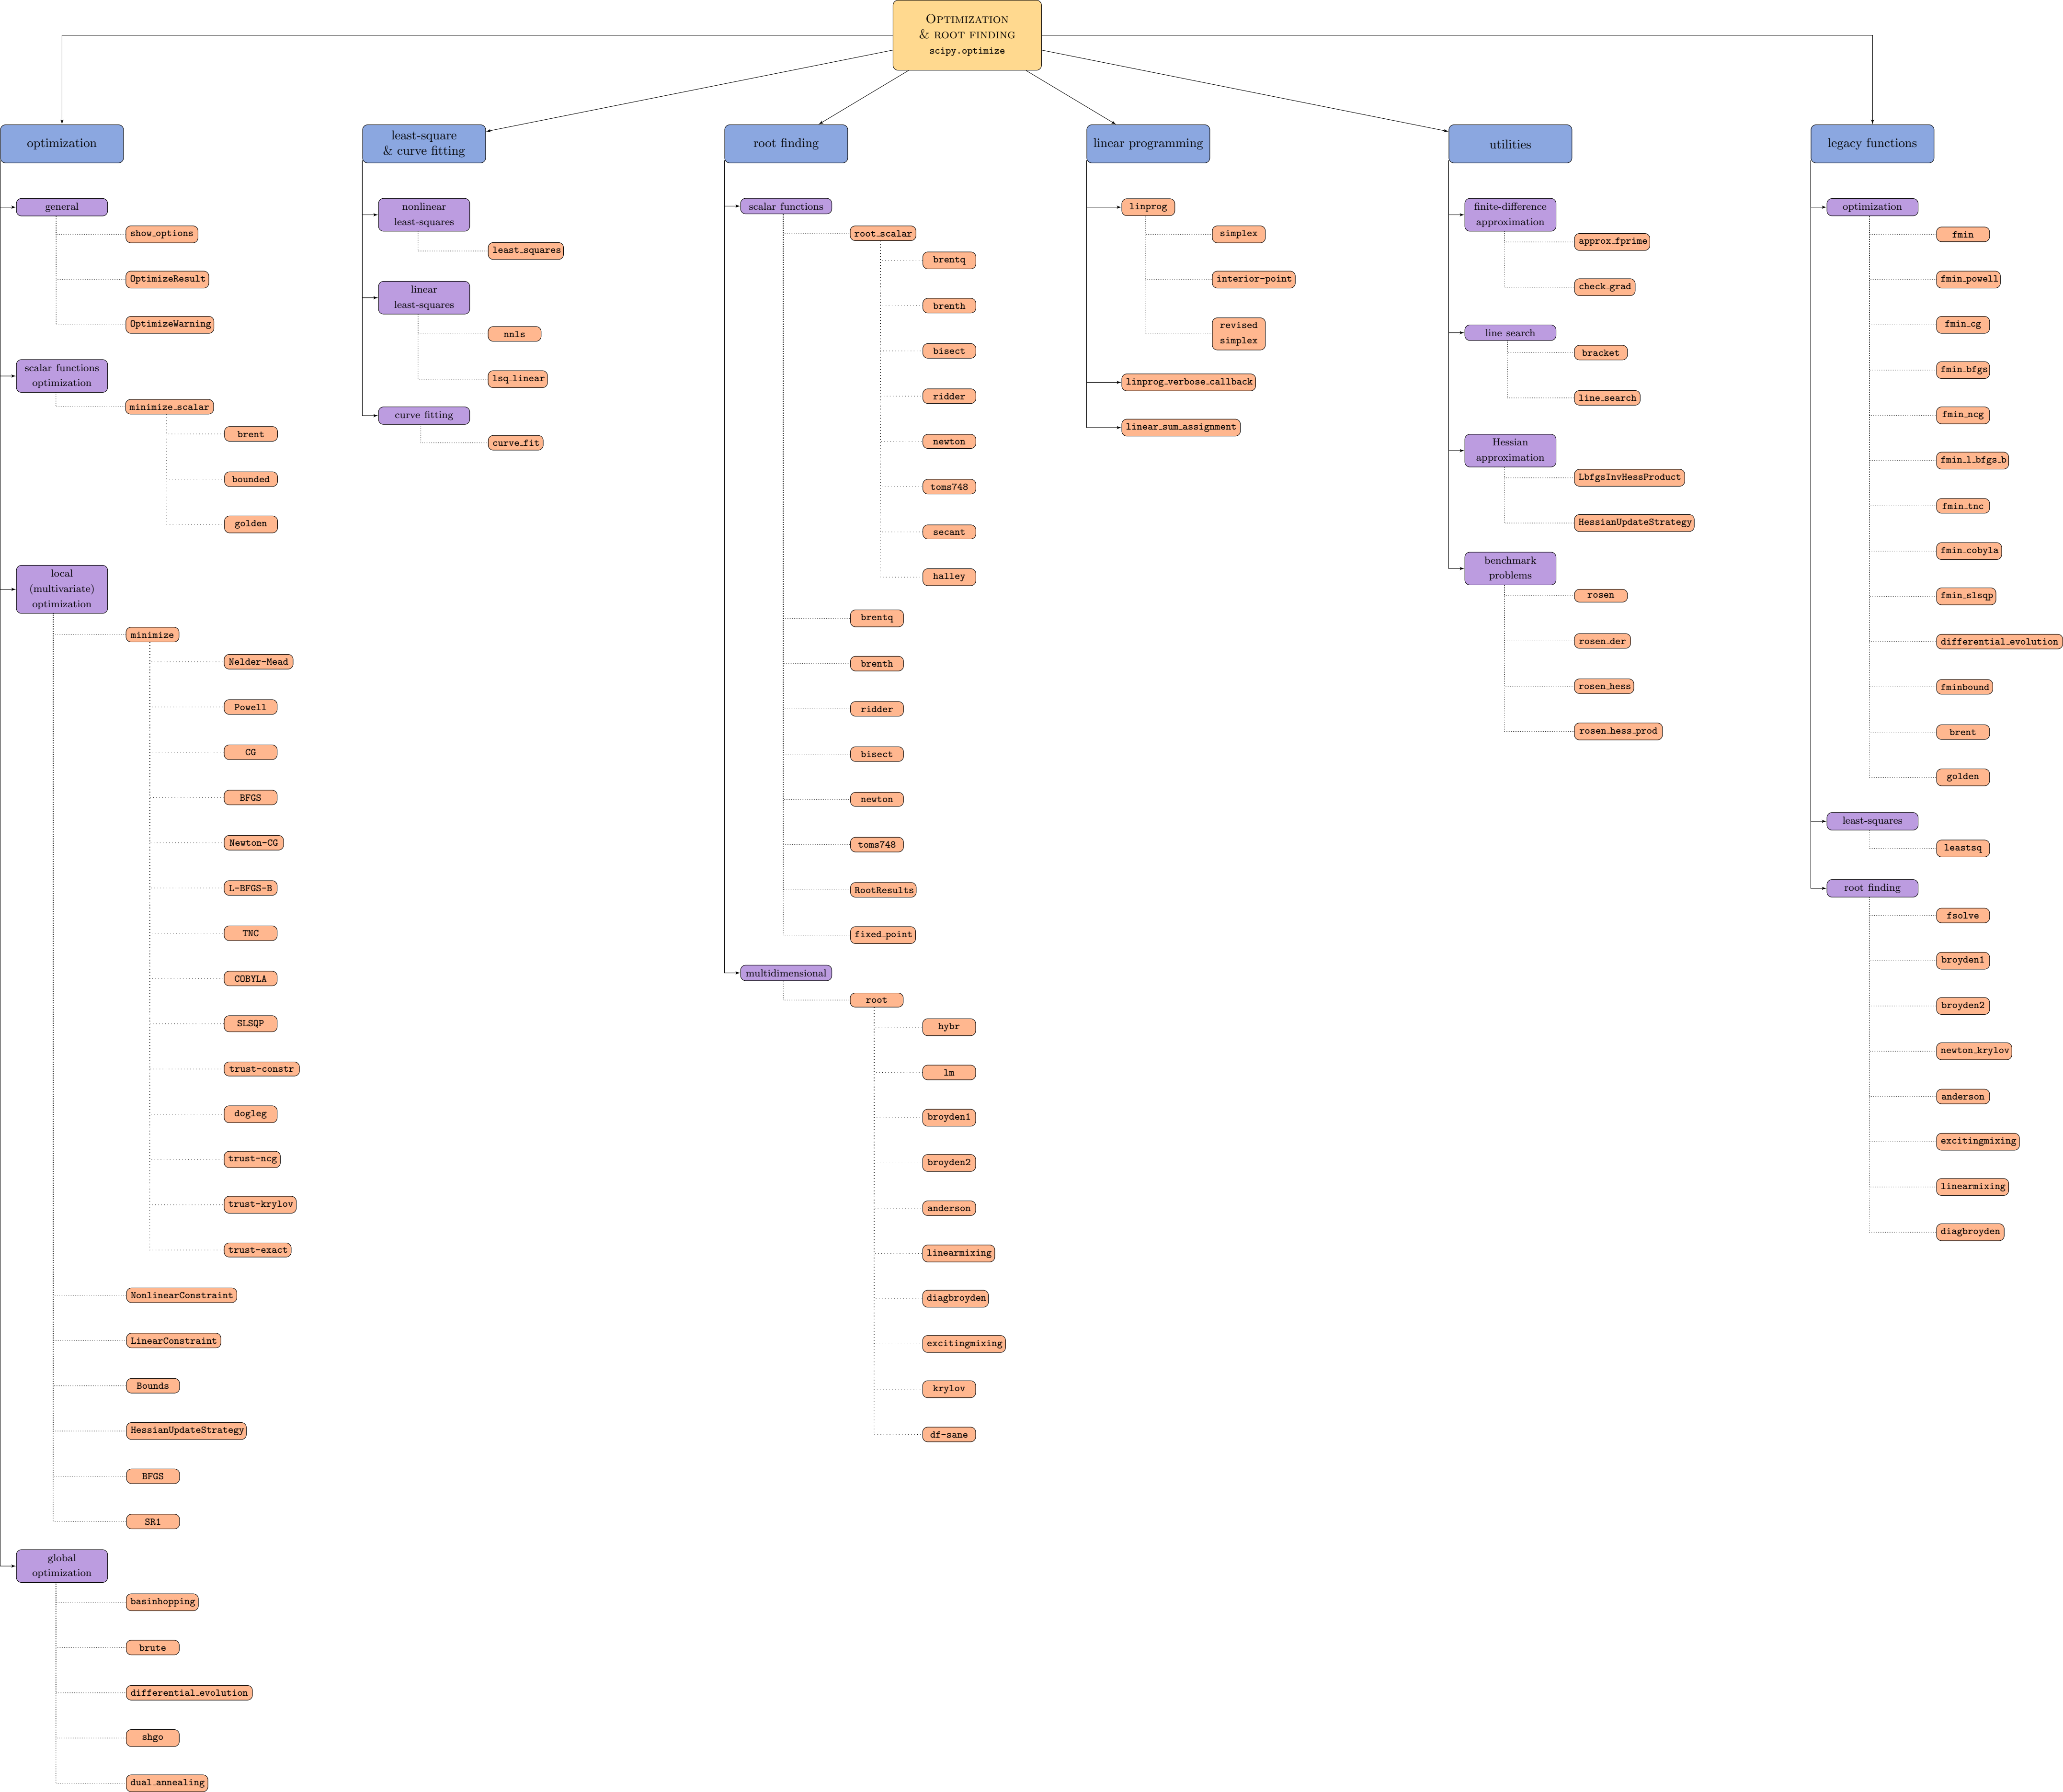 Optimization
& root finding
scipy.optimize
optimization
general
show_options
OptimizeResult
OptimizeWarning
scalar functions
optimization
minimize_scalar
brent
bounded
golden
local
(multivariate)
optimization
minimize
Nelder-Mead
Powell
CG
BFGS
Newton-CG
L-BFGS-B
TNC
COBYLA
SLSQP
trust-constr
dogleg
trust-ncg
trust-krylov
trust-exact
NonlinearConstraint
LinearConstraint
Bounds
HessianUpdateStrategy
BFGS
SR1
global
optimization
basinhopping
brute
differential_evolution
shgo
dual_annealing
least-square
& curve fitting
nonlinear
least-squares
least_squares
linear
least-squares
nnls
lsq_linear
curve fitting
curve_fit
root finding
scalar functions
root_scalar
brentq
brenth
bisect
ridder
newton
toms748
secant
halley
brentq
brenth
ridder
bisect
newton
toms748
RootResults
fixed_point
multidimensional
root
hybr
lm
broyden1
broyden2
anderson
linearmixing
diagbroyden
excitingmixing
krylov
df-sane
linear programming
linprog
simplex
interior-point
revised
simplex
linprog_verbose_callback
linear_sum_assignment
utilities
finite-difference
approximation
approx_fprime
check_grad
line search
bracket
line_search
Hessian
approximation
LbfgsInvHessProduct
HessianUpdateStrategy
benchmark
problems
rosen
rosen_der
rosen_hess
rosen_hess_prod
legacy functions
optimization
fmin
fmin_powell
fmin_cg
fmin_bfgs
fmin_ncg
fmin_l_bfgs_b
fmin_tnc
fmin_cobyla
fmin_slsqp
differential_evolution
fminbound
brent
golden
least-squares
leastsq
root finding
fsolve
broyden1
broyden2
newton_krylov
anderson
excitingmixing
linearmixing
diagbroyden